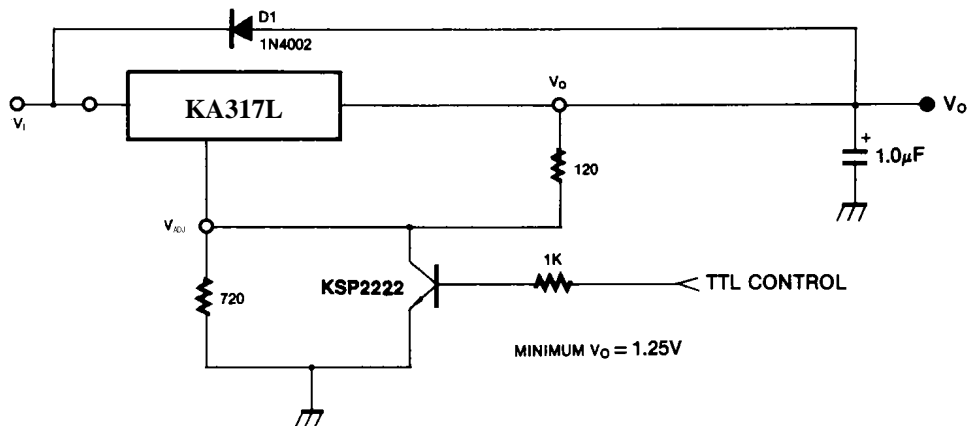 D1
1N4002
KA317L
VI
VO
VO
120
+
1.0µF
VADJ
720
KSP2222
1K
TTL CONTROL
MINIMUM VO = 1.25V